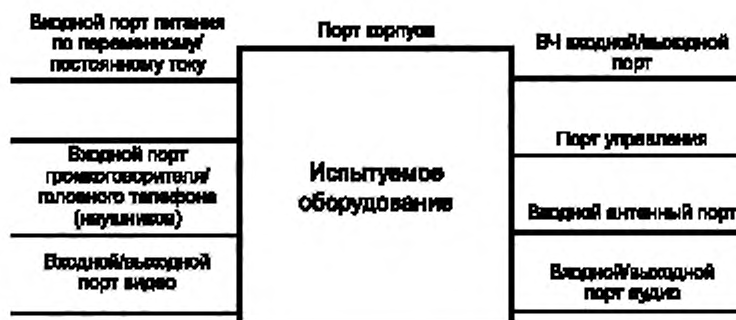 Входной порт питания
по переменному/
постоянному току
Порт корпуса
ВЧ входной/выходной
порт
Порт управления
Входной порт
громкоговорителя/
головного телефона
(наушников)
Испытуемое
оборудование
Входной антенный порт
Входной/выходной
порт видео
Входной/выходной
порт аудио